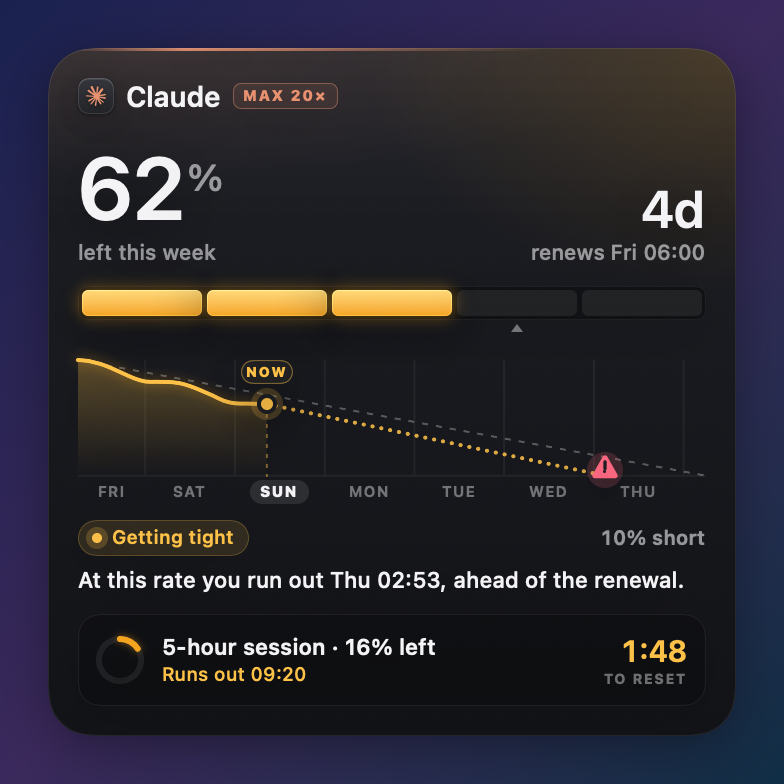 Claude MAX 20×
62%
4d
left this week
renews Fri 06:00
NOW
FRI SAT SUN MON TUE WED THU
Getting tight
10% short
At this rate you run out Thu 02:53, ahead of the renewal.
5-hour session · 16% left
Runs out 09:20
1:48
TO RESET